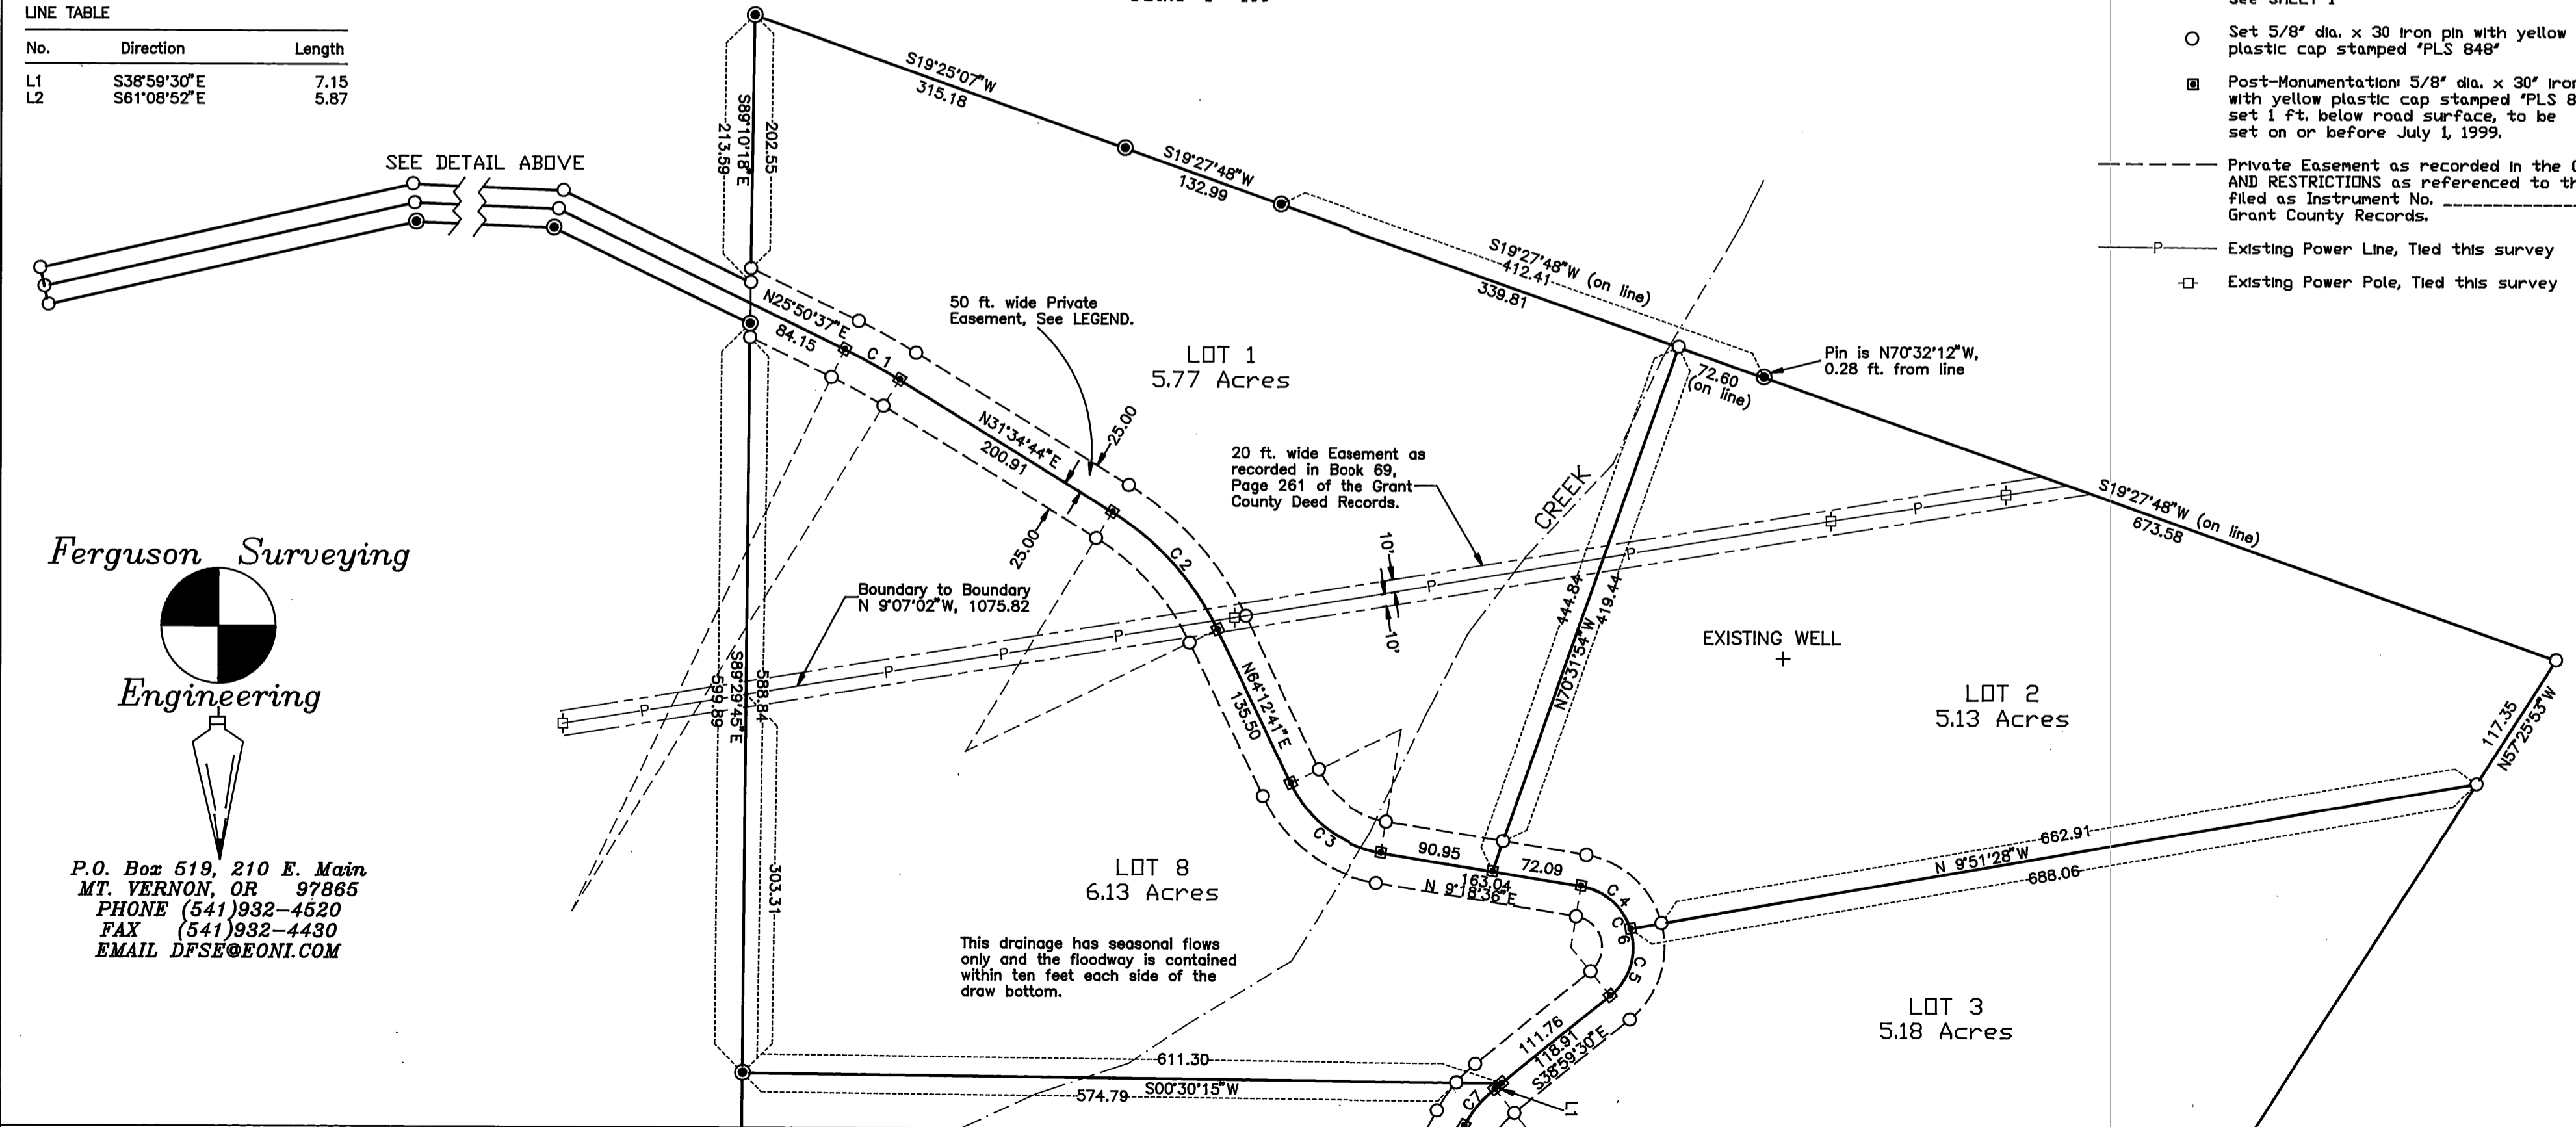 LINE TABLE
No. Direction Length
L1 S38°59'30"E 7.15
L2 S61°08'52"E 5.87
SEE DETAIL ABOVE
S19°25'07"W
315.18
S89°10'18"E
213.59
202.55
S19°27'48"W
132.99
S19°27'48"W (on line)
412.41
339.81
72.60
(on line)
Pin is N70°32'12"W,
0.28 ft. from line
See SHEET 1
Set 5/8" dia. x 30 iron pin with yellow
plastic cap stamped "PLS 848"
Post-Monumentation: 5/8" dia. x 30" iron
with yellow plastic cap stamped "PLS 8
set 1 ft. below road surface, to be
set on or before July 1, 1999.
Private Easement as recorded in the
AND RESTRICTIONS as referenced to
filed as Instrument No.
Grant County Records.
P
Existing Power Line, Tied this survey
Existing Power Pole, Tied this survey
N25°50'37"E
84.15
C 1
50 ft. wide Private
Easement, See LEGEND.
LOT 1
5.77 Acres
N31°34'44"E
200.91
25.00
25.00
20 ft. wide Easement as
recorded in Book 69,
Page 261 of the Grant
County Deed Records.
CREEK
S19°27'48"W (on line)
673.58
C 2
10'
10'
P
P
P
P
P
P
P
Boundary to Boundary
N 9°07'02"W, 1075.82
444.84
N70°31'54"W
419.44
EXISTING WELL
LOT 2
5.13 Acres
117.35
N57°25'53"W
588.84
S89°29'45"E
599.89
303.31
N64°12'41"E
135.50
C 3
90.95
72.09
163.04
N 9°18'36"E
C 4
C 6
C 5
662.91
N 9°51'28"W
688.06
LOT 8
6.13 Acres
This drainage has seasonal flows
only and the floodway is contained
within ten feet each side of the
draw bottom.
LOT 3
5.18 Acres
111.76
118.91
S38°59'30"E
611.30
S00°30'15"W
574.79
C7
L1
Ferguson Surveying
Engineering
P.O. Box 519, 210 E. Main
MT. VERNON, OR 97865
PHONE (541)932-4520
FAX (541)932-4430
EMAIL DFSE@EONI.COM